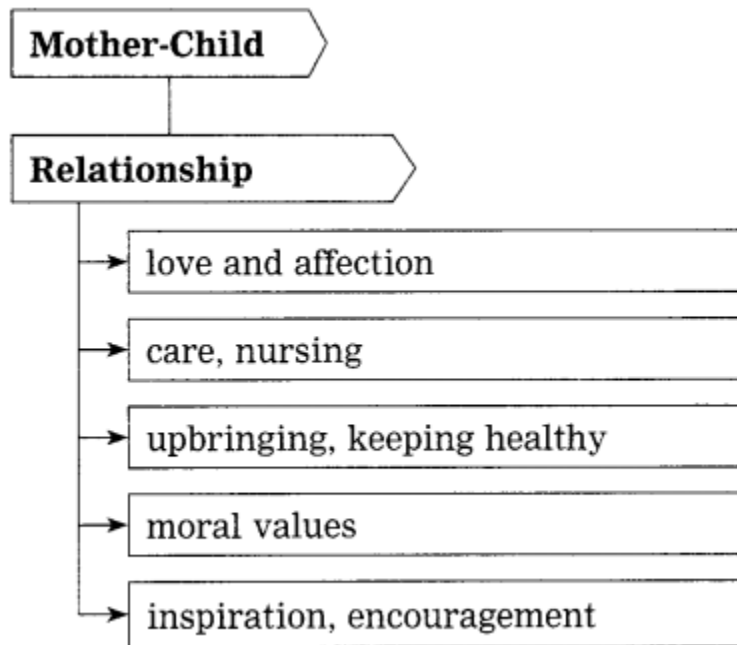 Mother-Child
Relationship
love and affection
care, nursing
upbringing, keeping healthy
moral values
inspiration, encouragement